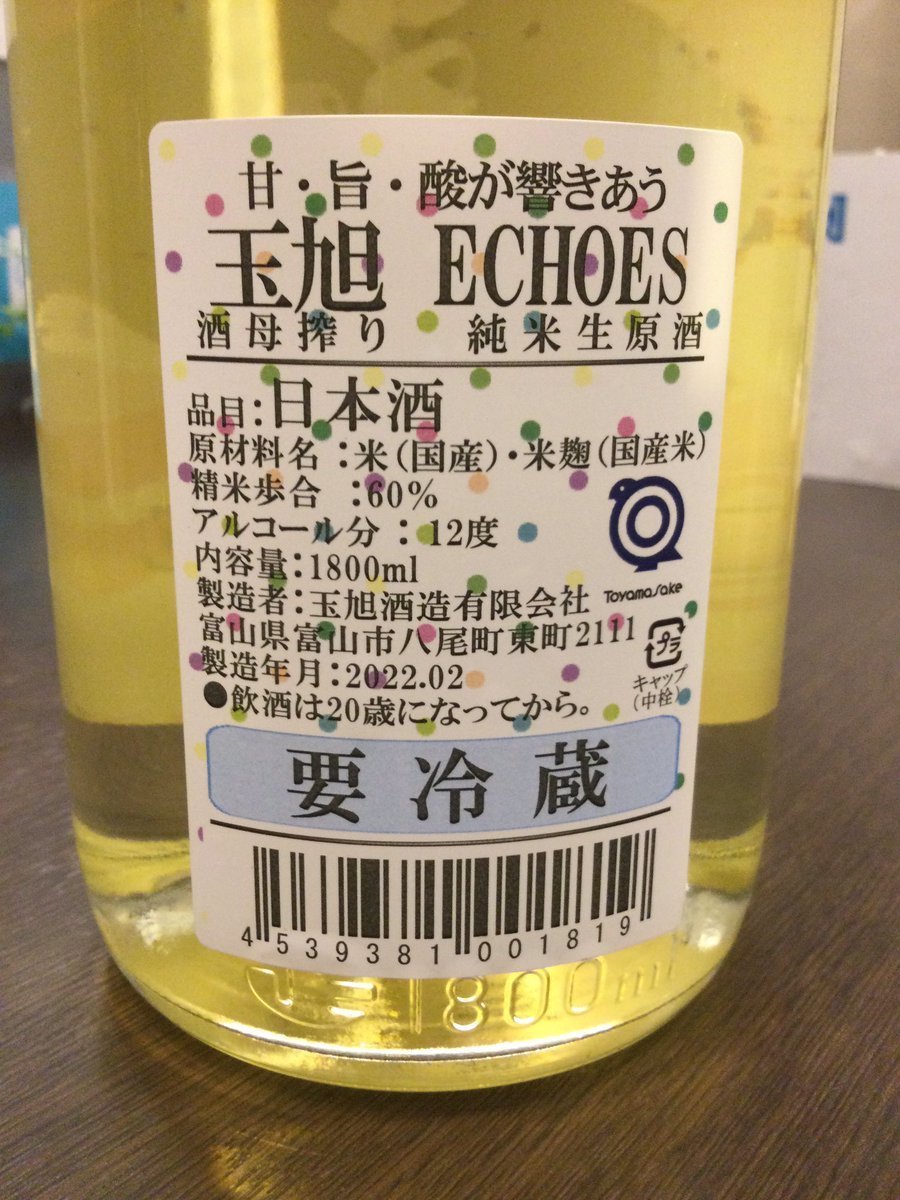 甘・旨・酸が響きあう
玉旭 ECHOES
酒母搾り 純米生原酒
品目:日本酒
原材料名:米(国産)・米麹(国産米)
精米歩合:60%
アルコール分:12度
内容量:1800ml
製造者:玉旭酒造有限会社
富山県富山市八尾町東町2111
製造年月:2022.02
●飲酒は20歳になってから。
ToyamaSake
プラ
キャップ
(中栓)
要冷蔵
4 539381 001819
1800ml